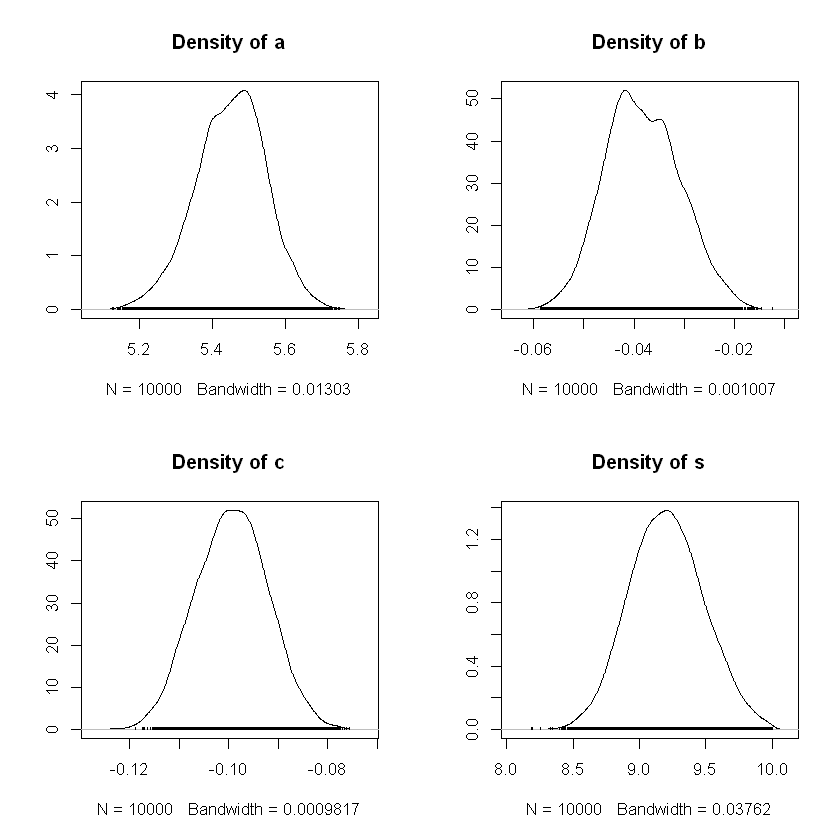 Density of a
4
3
2
1
0
5.2 5.4 5.6 5.8
N = 10000 Bandwidth = 0.01303
Density of b
50
40
30
20
10
0
-0.06 -0.04 -0.02
N = 10000 Bandwidth = 0.001007
Density of c
50
40
30
20
10
0
-0.12 -0.10 -0.08
N = 10000 Bandwidth = 0.0009817
Density of s
1.2
0.8
0.4
0.0
8.0 8.5 9.0 9.5 10.0
N = 10000 Bandwidth = 0.03762